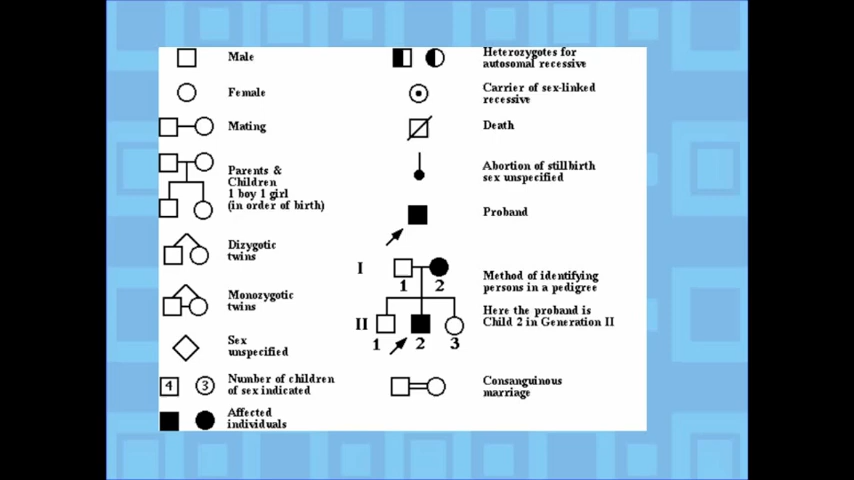 Male
Female
Mating
Parents &
Children
1 boy 1 girl
(in order of birth)
Dizygotic
twins
Monozygotic
twins
Sex
unspecified
4 3 Number of children
of sex indicated
Affected
individuals
Heterozygotes for
autosomal recessive
Carrier of sex-linked
recessive
Death
Abortion of stillbirth
sex unspecified
Proband
I
1 2
II
1 2 3
Method of identifying
persons in a pedigree
Here the proband is
Child 2 in Generation II
Consanguinous
marriage